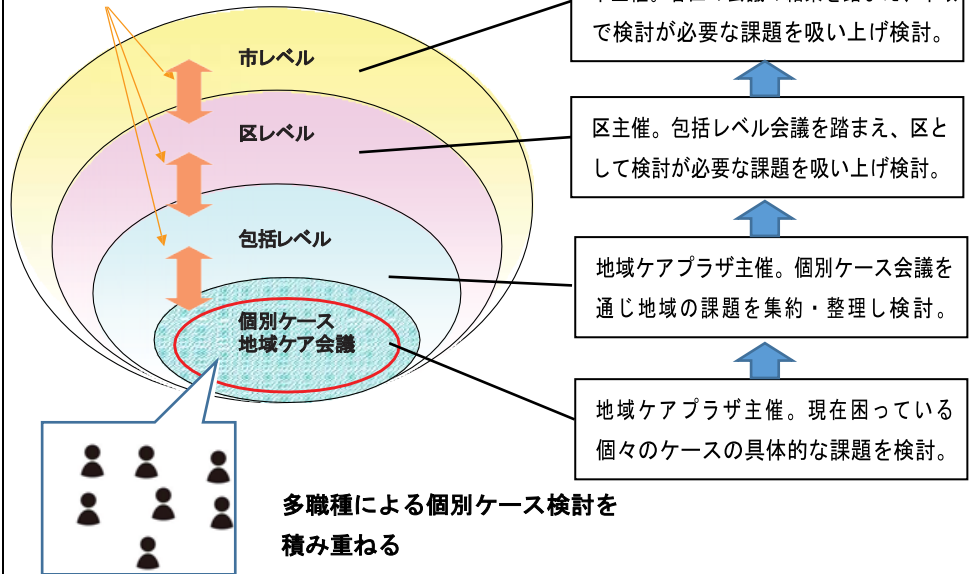 で検討が必要な課題を吸い上げ検討。
市レベル
区レベル
包括レベル
個別ケース
地域ケア会議
区主催。包括レベル会議を踏まえ、区と
して検討が必要な課題を吸い上げ検討。
地域ケアプラザ主催。個別ケース会議を
通じ地域の課題を集約・整理し検討。
地域ケアプラザ主催。現在困っている
個々のケースの具体的な課題を検討。
多職種による個別ケース検討を
積み重ねる